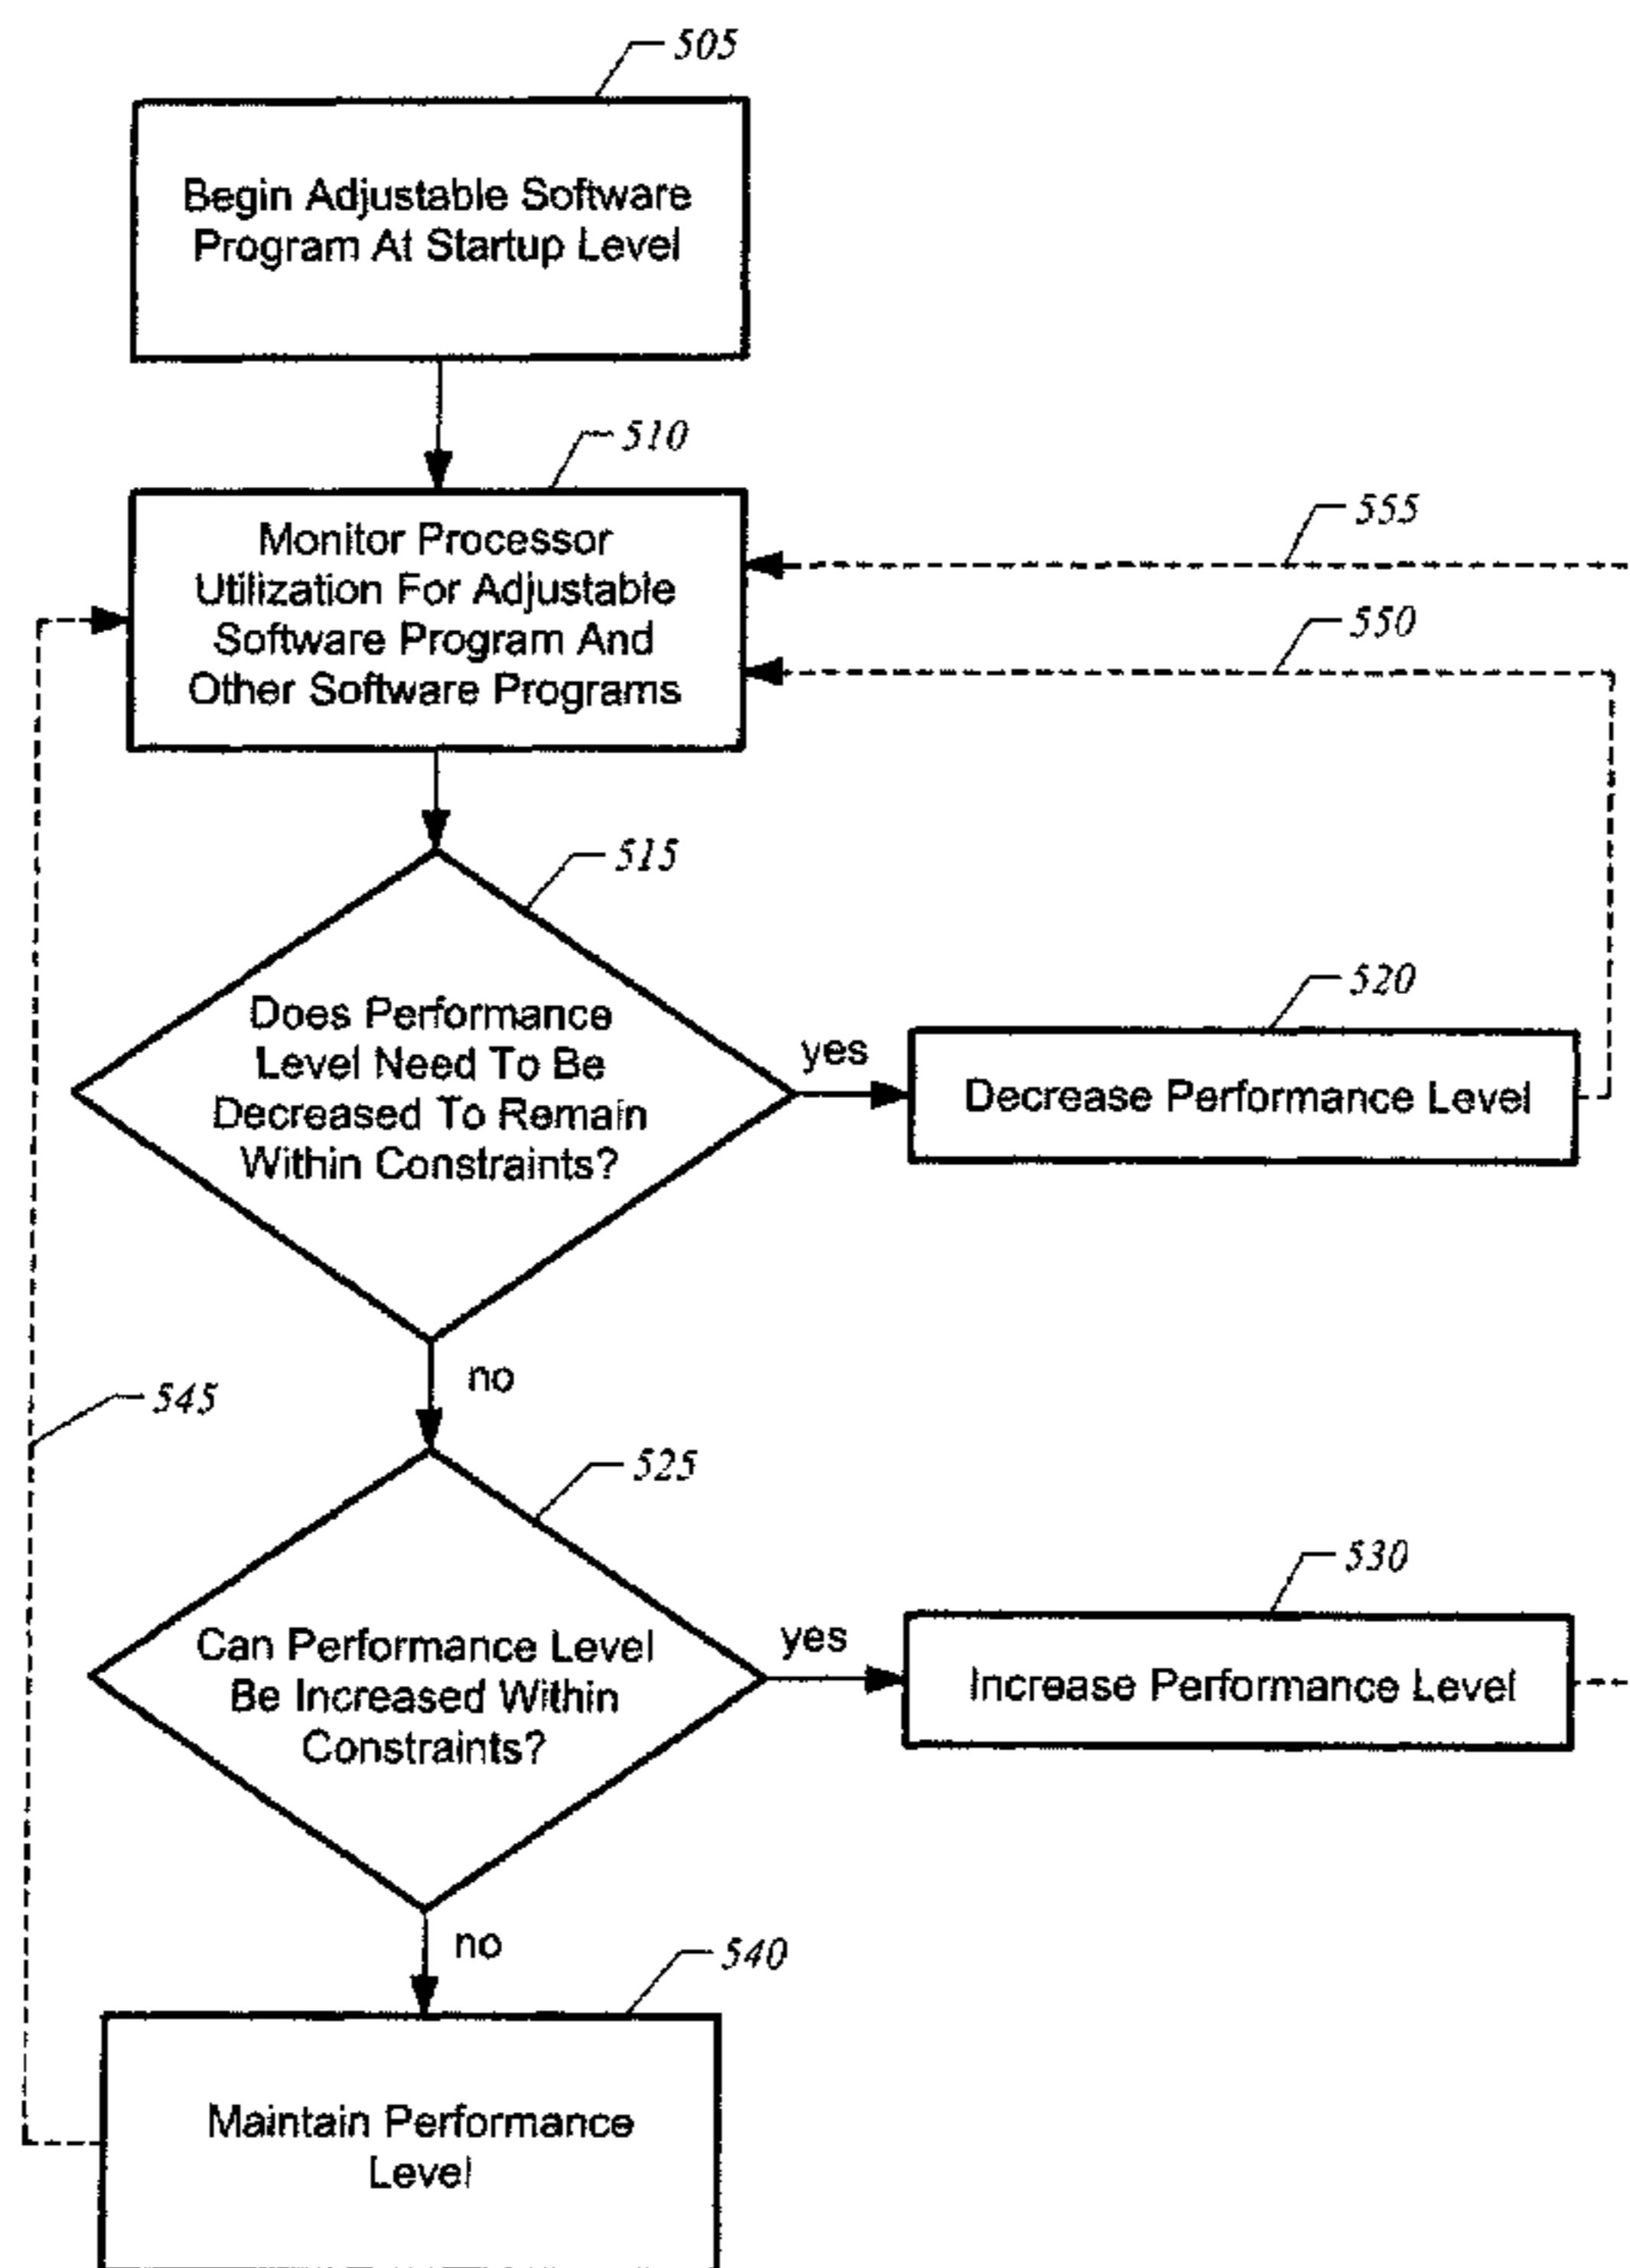 505
Begin Adjustable Software
Program At Startup Level
510
Monitor Processor
Utilization For Adjustable
Software Program And
Other Software Programs
555
550
515
Does Performance
Level Need To Be
Decreased To Remain
Within Constraints?
yes
520
Decrease Performance Level
no
545
525
Can Performance Level
Be Increased Within
Constraints?
yes
530
Increase Performance Level
no
540
Maintain Performance
Level